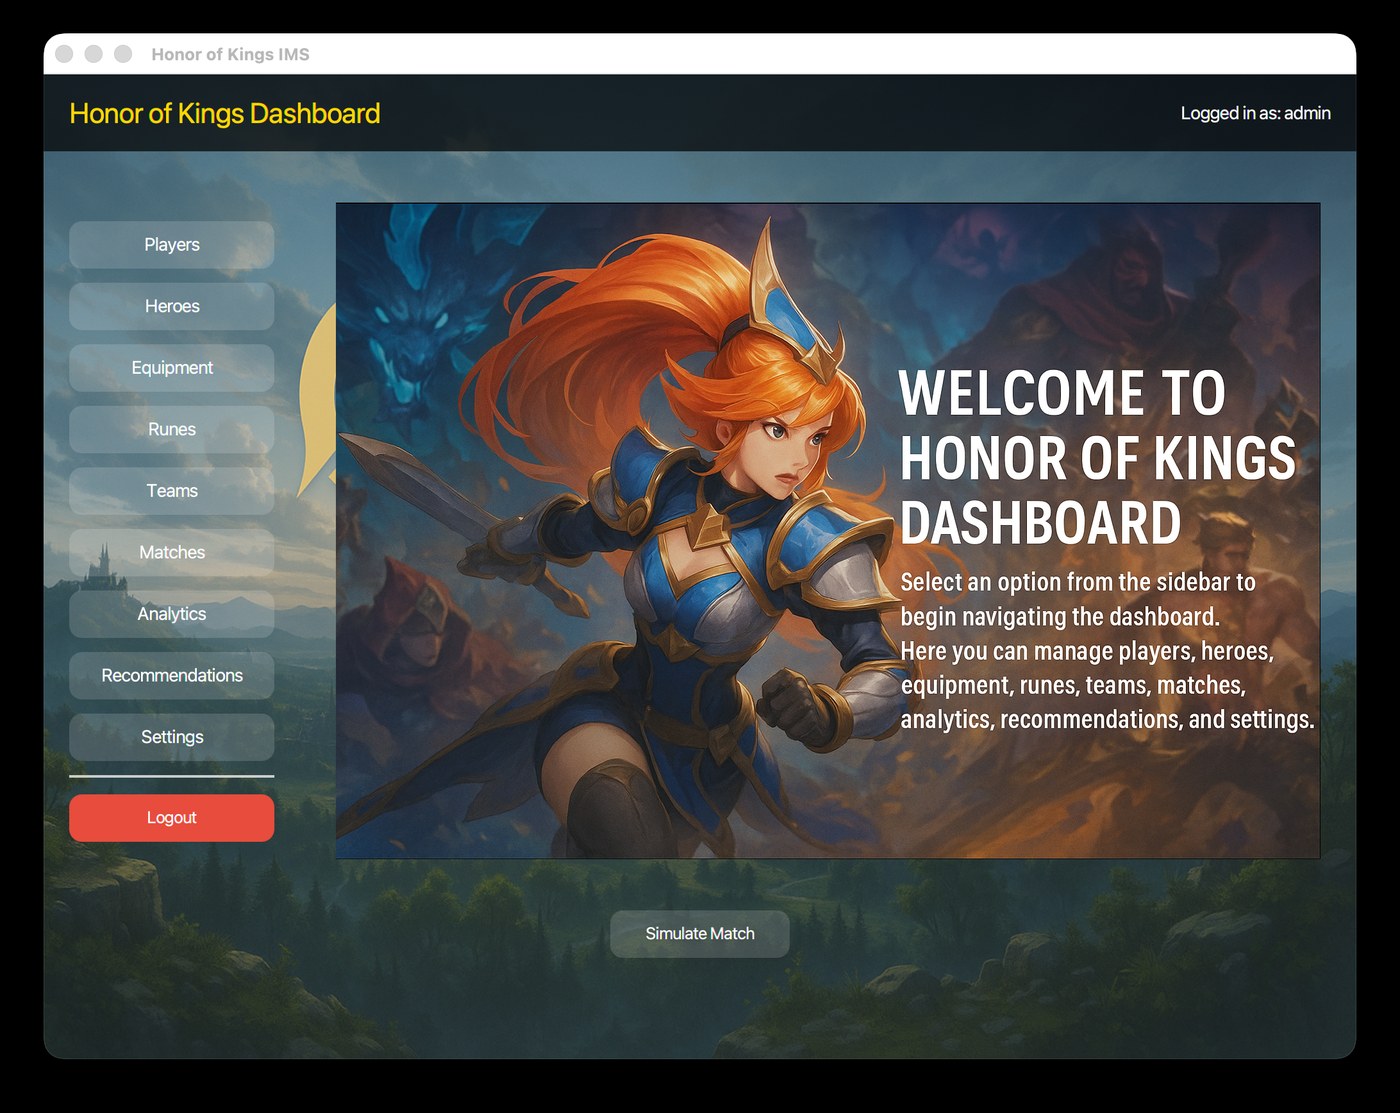 Honor of Kings IMS
Honor of Kings Dashboard
Logged in as: admin
Players
Heroes
Equipment
Runes
Teams
Matches
Analytics
Recommendations
Settings
Logout
WELCOME TO
HONOR OF KINGS
DASHBOARD
Select an option from the sidebar to
begin navigating the dashboard.
Here you can manage players, heroes,
equipment, runes, teams, matches,
analytics, recommendations, and settings.
Simulate Match